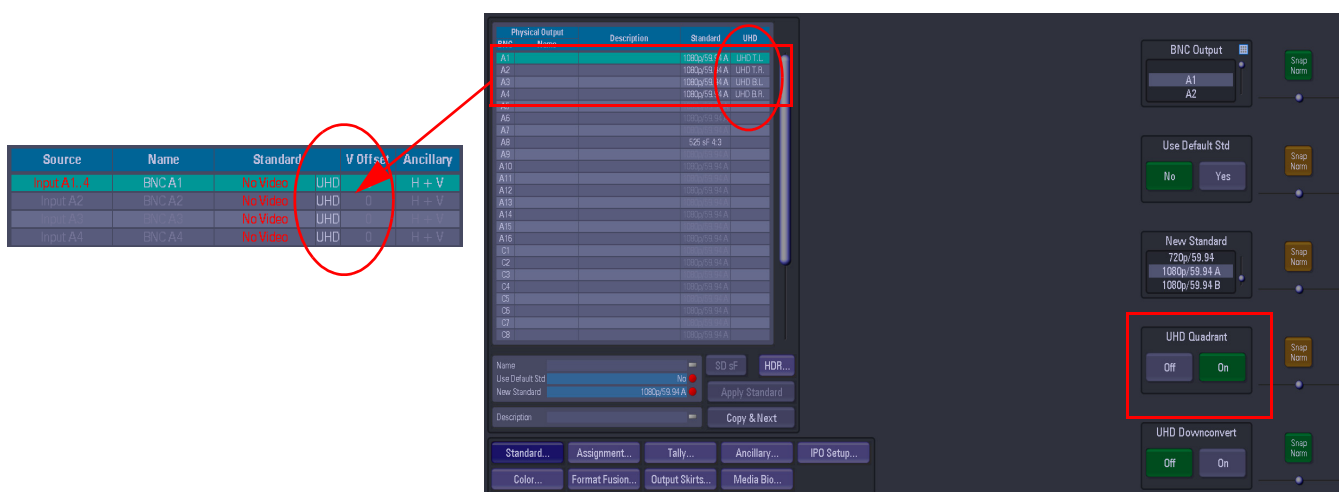 Source Name Standard V Offset Ancillary
Input A1..4 BNC A1 No Video UHD H + V
Input A2 BNC A2 No Video UHD 0 H + V
Input A3 BNC A3 No Video UHD 0 H + V
Input A4 BNC A4 No Video UHD 0 H + V
Physical Output
BNC Name Description Standard UHD
A1 1080p/59.94 A UHD T.L.
A2 1080p/59.94 A UHD T.R.
A3 1080p/59.94 A UHD B.L.
A4 1080p/59.94 A UHD B.R.
A5
A6 1080p/59.94 A
A7 1080p/59.94 A
A8 525 sF 4:3
A9
A10 1080p/59.94 A
A11 1080p/59.94 A
A12 1080p/59.94 A
A13 1080p/59.94 A
A14 1080p/59.94 A
A15 1080p/59.94 A
A16 1080p/59.94 A
C1 1080p/59.94 A
C2 1080p/59.94 A
C3 1080p/59.94 A
C4 1080p/59.94 A
C5 1080p/59.94 A
C6 1080p/59.94 A
C7 1080p/59.94 A
C8 1080p/59.94 A
Name SD sF HDR...
Use Default Std No
New Standard 1080p/59.94 A Apply Standard
Description Copy & Next
Standard... Assignment... Tally... Ancillary... IPO Setup...
Color... Format Fusion... Output Skirts... Media Bio...
BNC Output
A1
A2
Snap
Norm
Use Default Std
No Yes
Snap
Norm
New Standard
720p/59.94
1080p/59.94 A
1080p/59.94 B
Snap
Norm
UHD Quadrant
Off On
Snap
Norm
UHD Downconvert
Off On
Snap
Norm